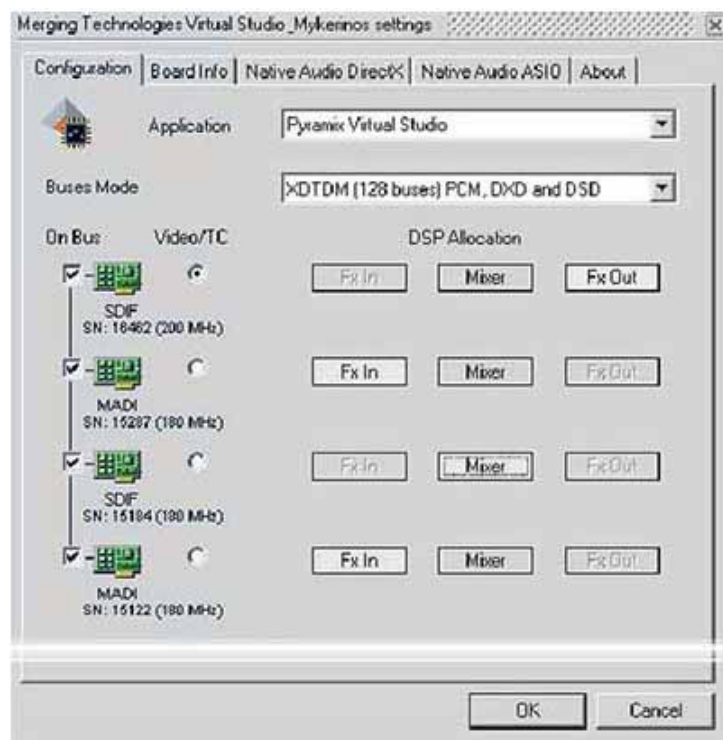 Merging Technologies Virtual Studio_Mykerinos settings
Configuration Board Info Native Audio DirectX Native Audio ASIO About
Application Pyramix Virtual Studio
Buses Mode XDTDM (128 buses) PCM, DXD and DSD
On Bus Video/TC DSP Allocation
Fx In Mixer Fx Out
SDIF
SN: 16462 (200 MHz)
Fx In Mixer Fx Out
MADI
SN: 15287 (180 MHz)
Fx In Mixer Fx Out
SDIF
SN: 15184 (180 MHz)
Fx In Mixer Fx Out
MADI
SN: 15122 (180 MHz)
OK Cancel